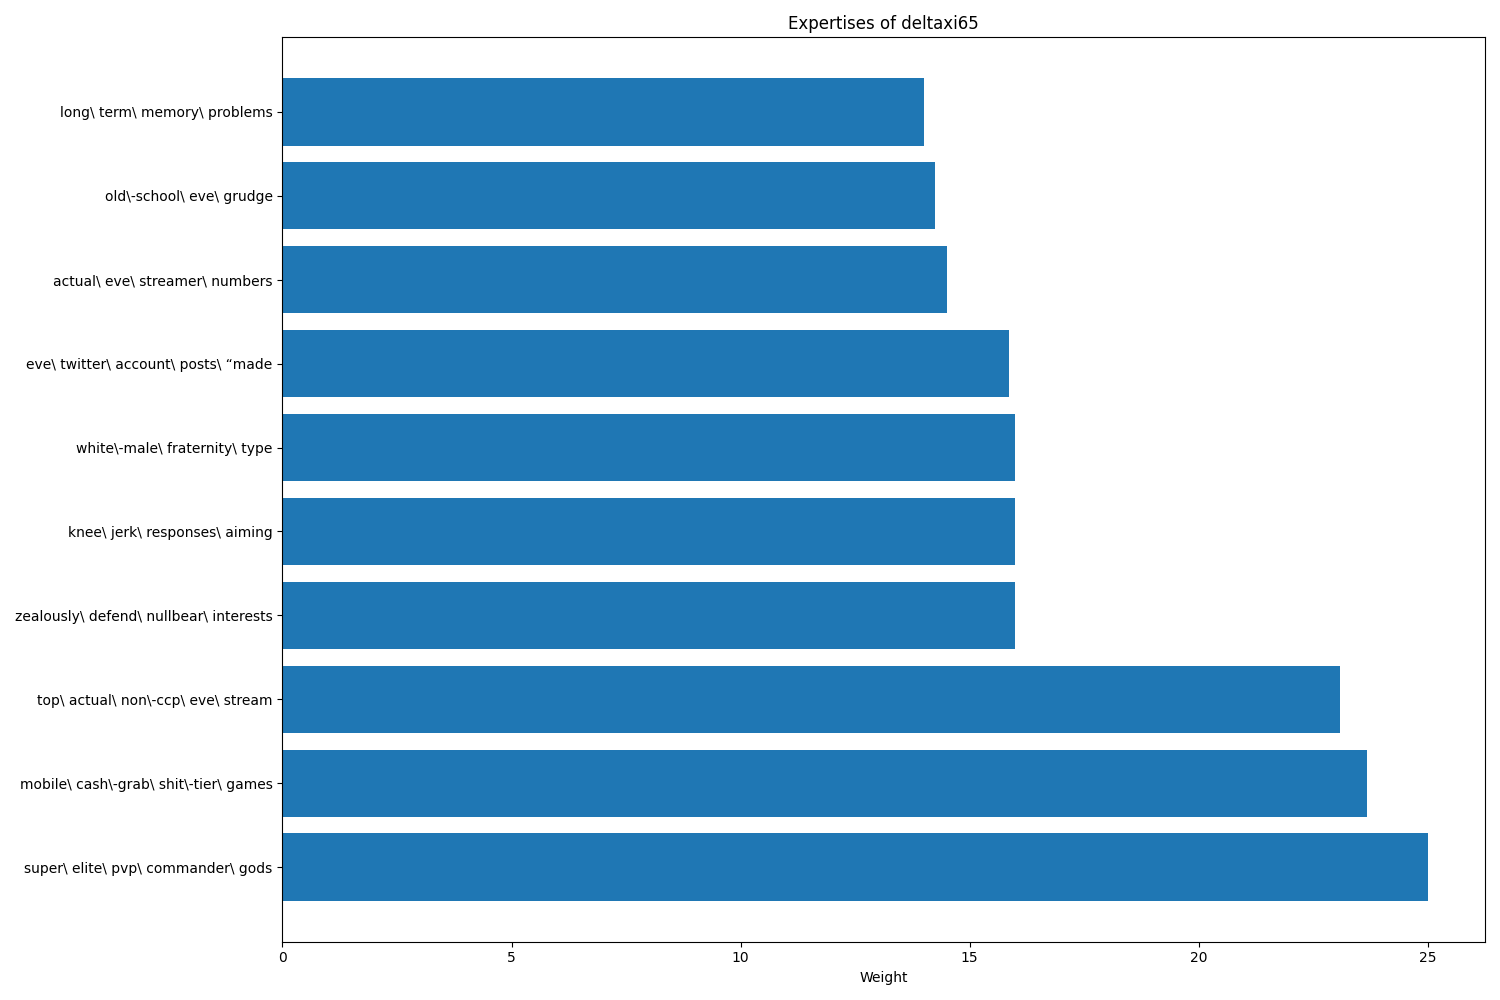 Expertises of deltaxi65
long\ term\ memory\ problems
old\-school\ eve\ grudge
actual\ eve\ streamer\ numbers
eve\ twitter\ account\ posts\ “made
white\-male\ fraternity\ type
knee\ jerk\ responses\ aiming
zealously\ defend\ nullbear\ interests
top\ actual\ non\-ccp\ eve\ stream
mobile\ cash\-grab\ shit\-tier\ games
super\ elite\ pvp\ commander\ gods
0 5 10 15 20 25
Weight